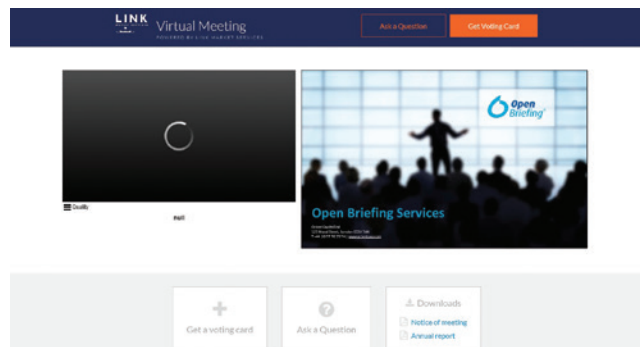 LINK
Virtual Meeting
POWERED BY LINK MARKET SERVICES
Ask a Question
Get Voting Card
Open
Briefing
Quality
null
Open Briefing Services
Get a voting card
Ask a Question
Downloads
Notice of meeting
Annual report